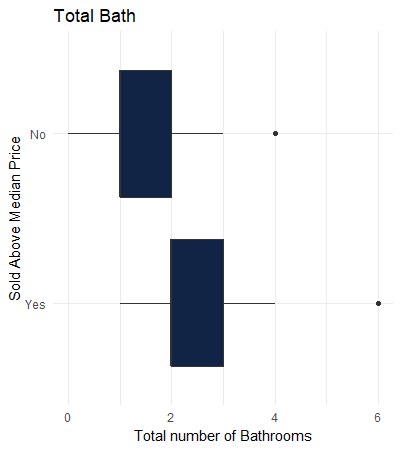 Total Bath
Sold Above Median Price
No
Yes
0 2 4 6
Total number of Bathrooms